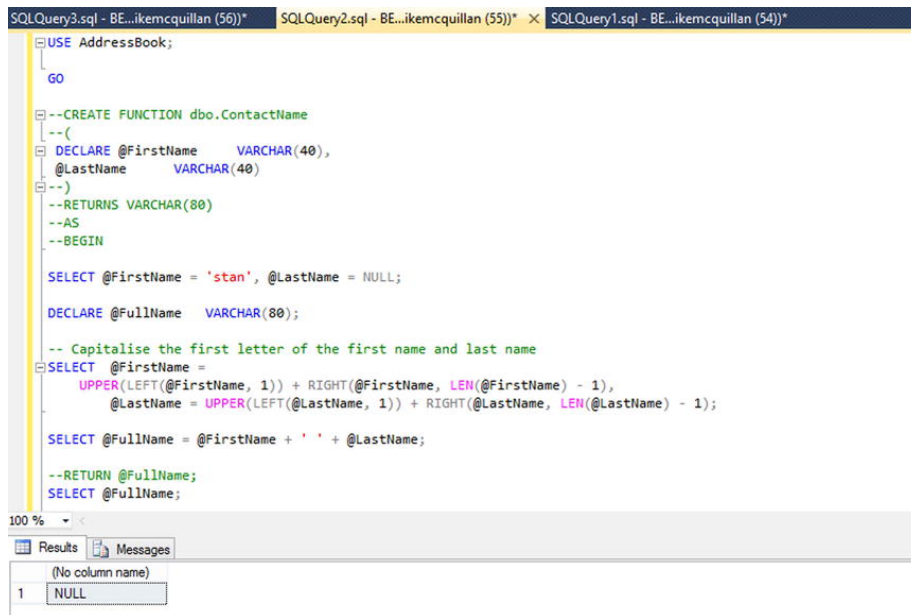 SQLQuery3.sql - BE...ikemcquillan (56))* SQLQuery2.sql - BE...ikemcquillan (55))* × SQLQuery1.sql - BE...ikemcquillan (54))*
USE AddressBook;
GO
--CREATE FUNCTION dbo.ContactName
--(
DECLARE @FirstName VARCHAR(40),
@LastName VARCHAR(40)
--)
--RETURNS VARCHAR(80)
--AS
--BEGIN
SELECT @FirstName = 'stan', @LastName = NULL;
DECLARE @FullName VARCHAR(80);
-- Capitalise the first letter of the first name and last name
SELECT @FirstName =
UPPER(LEFT(@FirstName, 1)) + RIGHT(@FirstName, LEN(@FirstName) - 1),
@LastName = UPPER(LEFT(@LastName, 1)) + RIGHT(@LastName, LEN(@LastName) - 1);
SELECT @FullName = @FirstName + ' ' + @LastName;
--RETURN @FullName;
SELECT @FullName;
100 %
Results Messages
(No column name)
1 NULL